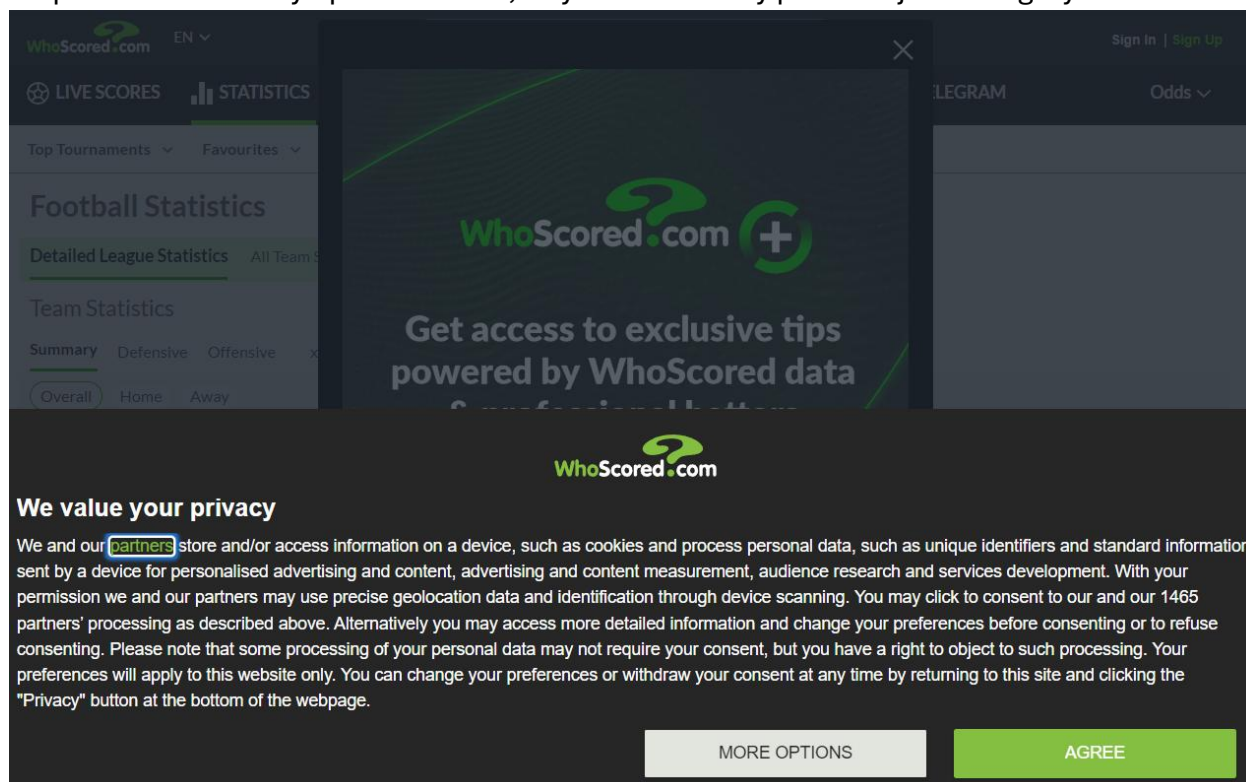 WhoScored.com EN
Sign In | Sign Up
LIVE SCORES STATISTICS
Odds
Top Tournaments Favourites
Football Statistics
Detailed League Statistics All Team
Team Statistics
Summary Defensive Offensive
Overall Home Away
WhoScored.com +
Get access to exclusive tips
powered by WhoScored data
WhoScored.com
We value your privacy
We and our partners store and/or access information on a device, such as cookies and process personal data, such as unique identifiers and standard information
sent by a device for personalised advertising and content, advertising and content measurement, audience research and services development. With your
permission we and our partners may use precise geolocation data and identification through device scanning. You may click to consent to our and our 1465
partners' processing as described above. Alternatively you may access more detailed information and change your preferences before consenting or to refuse
consenting. Please note that some processing of your personal data may not require your consent, but you have a right to object to such processing. Your
preferences will apply to this website only. You can change your preferences or withdraw your consent at any time by returning to this site and clicking the
"Privacy" button at the bottom of the webpage.
MORE OPTIONS AGREE